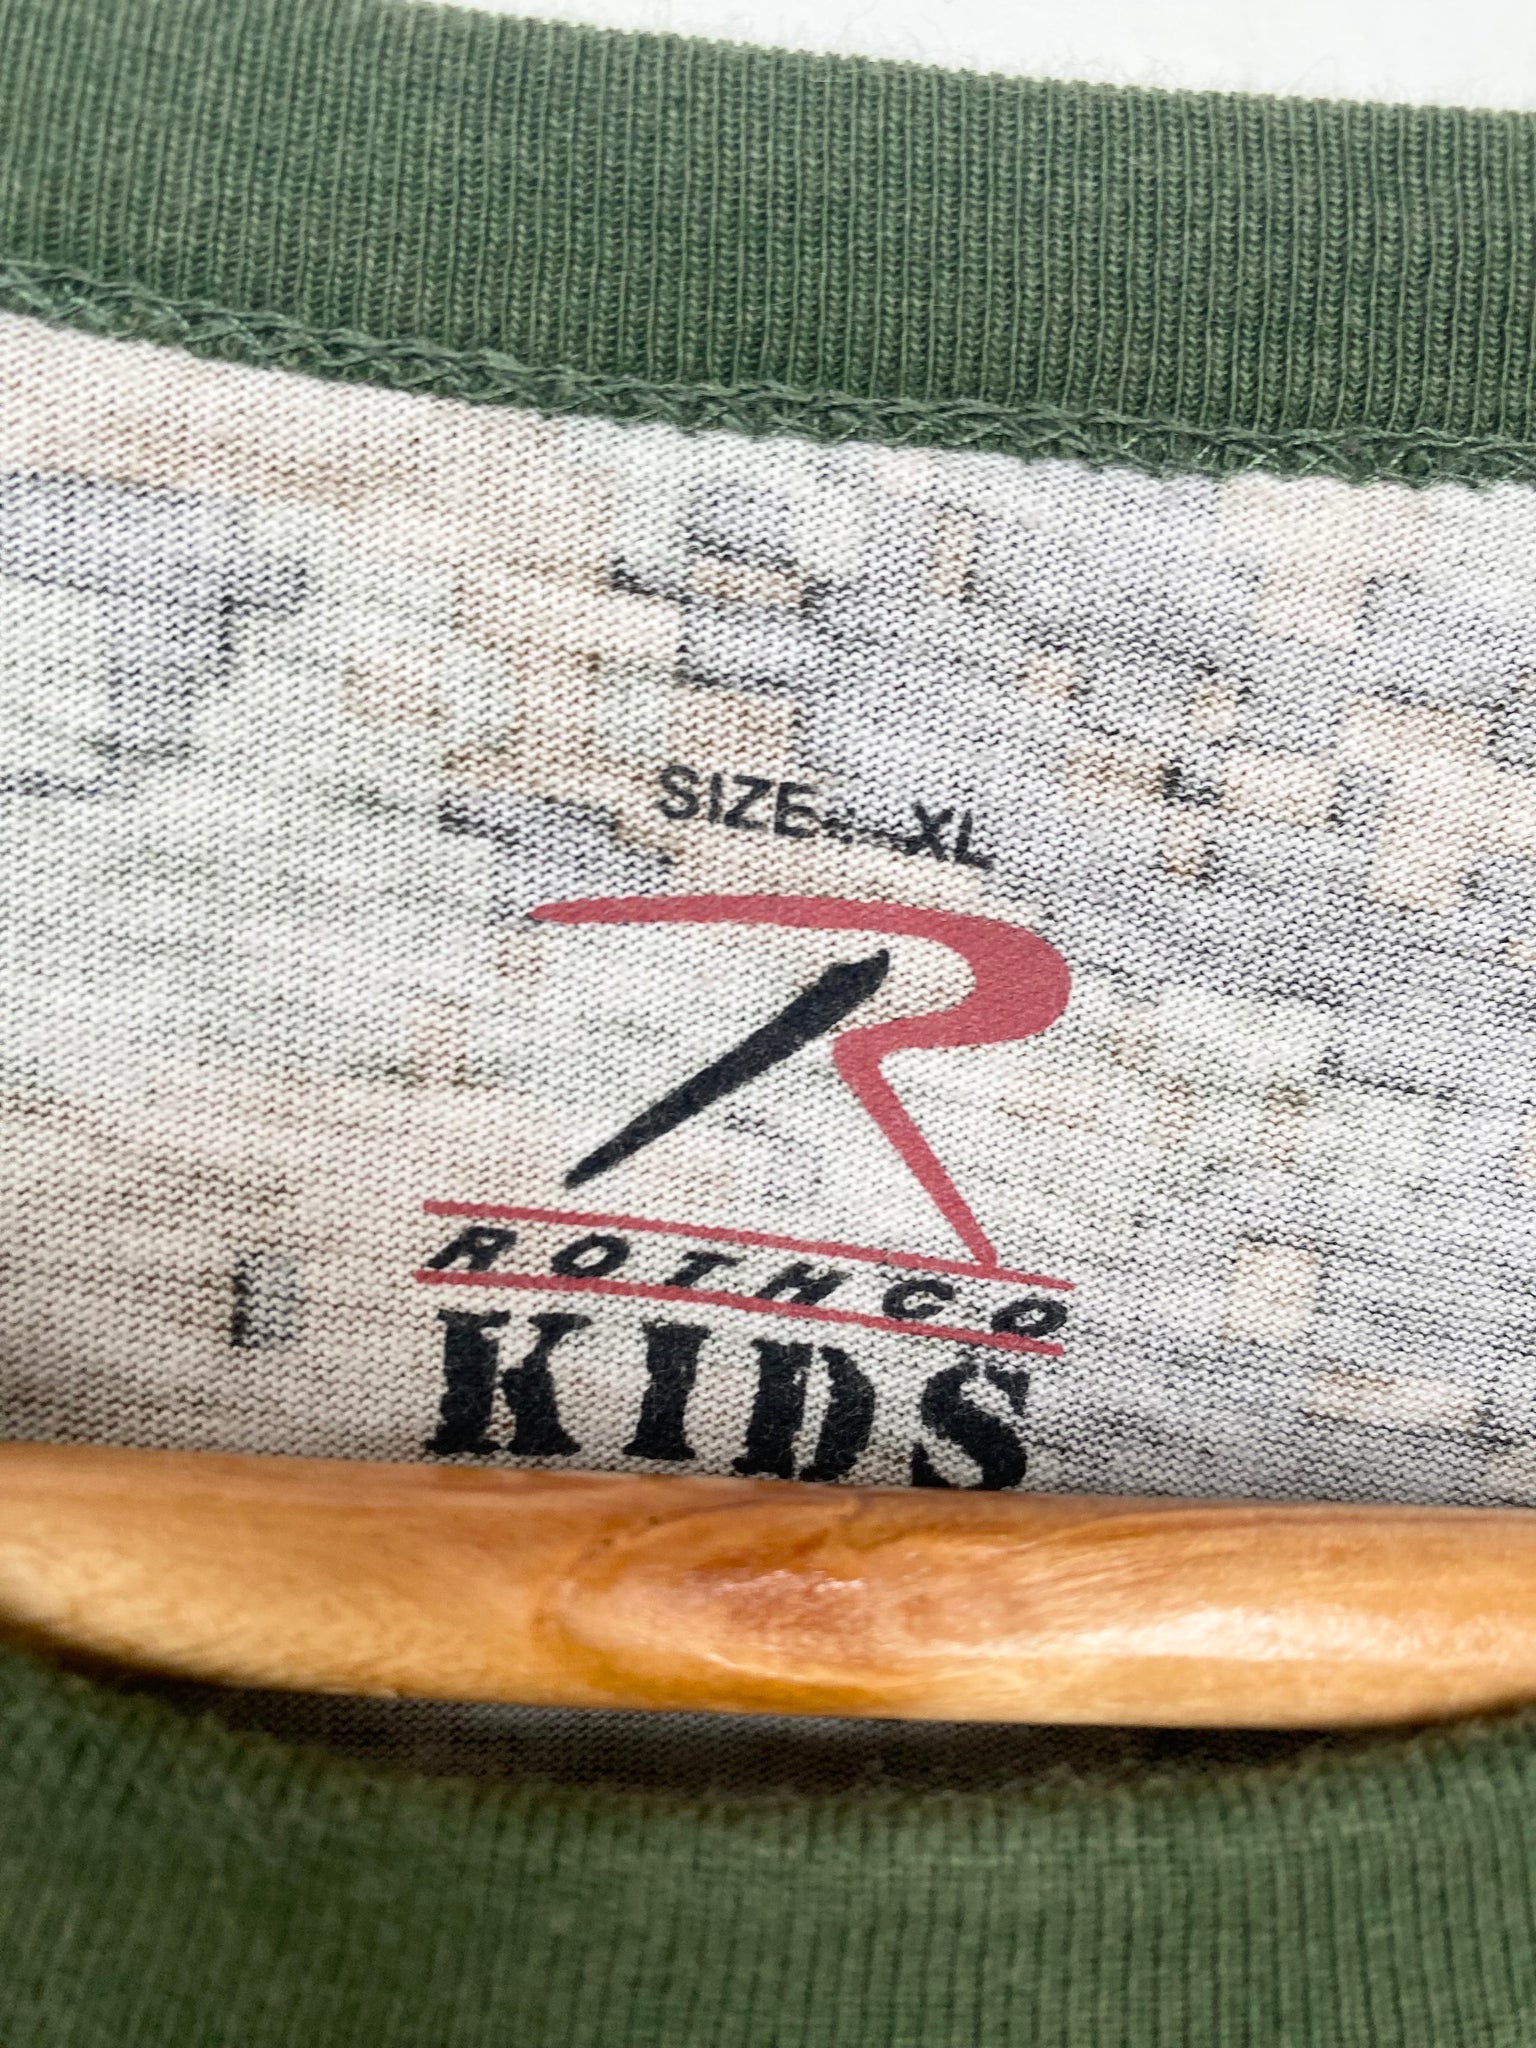 SIZE---XL
R
ROTHCO
KIDS